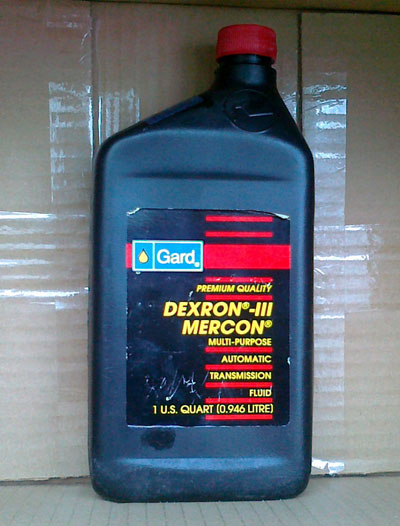 Gard®
PREMIUM QUALITY
DEXRON®-III
MERCON®
MULTI-PURPOSE
AUTOMATIC
TRANSMISSION
FLUID
1 U.S. QUART (0.946 LITRE)